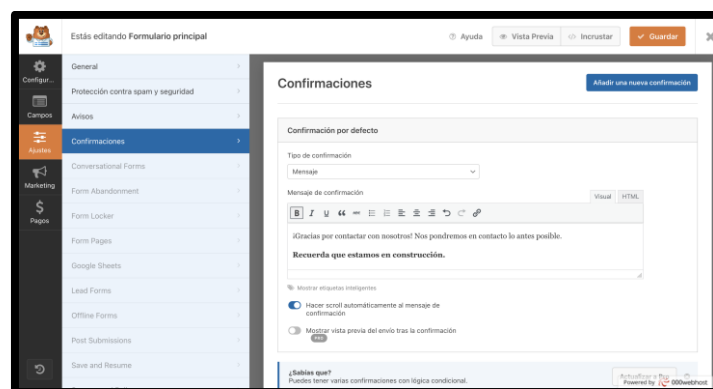 Estás editando Formulario principal
Ayuda
Vista Previa
Incrustar
Guardar
Configur...
Campos
Ajustes
Marketing
Pagos
General
Protección contra spam y seguridad
Avisos
Confirmaciones
Conversational Forms
Form Abandonment
Form Locker
Form Pages
Google Sheets
Lead Forms
Offline Forms
Post Submissions
Save and Resume
Confirmaciones
Añadir una nueva confirmación
Confirmación por defecto
Tipo de confirmación
Mensaje
Mensaje de confirmación
Visual HTML
¡Gracias por contactar con nosotros! Nos pondremos en contacto lo antes posible.
Recuerda que estamos en construcción.
Mostrar etiquetas inteligentes
Hacer scroll automáticamente al mensaje de
confirmación
Mostrar vista previa del envío tras la confirmación
PRO
¿Sabías que?
Puedes tener varias confirmaciones con lógica condicional.
Actualizar a Pro
Powered by 000webhost